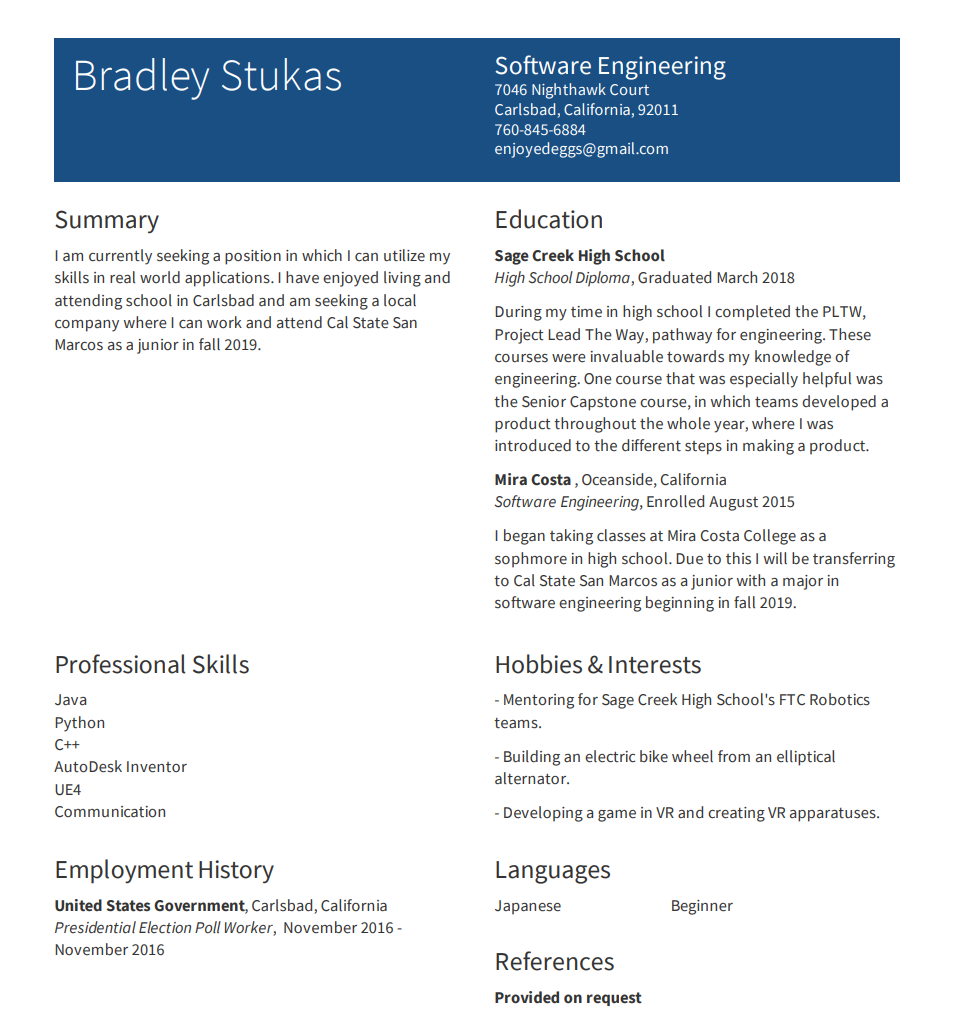 Bradley Stukas
Software Engineering
7046 Nighthawk Court
Carlsbad, California, 92011
760-845-6884
enjoyedeggs@gmail.com
Summary
I am currently seeking a position in which I can utilize my
skills in real world applications. I have enjoyed living and
attending school in Carlsbad and am seeking a local
company where I can work and attend Cal State San
Marcos as a junior in fall 2019.
Education
Sage Creek High School
High School Diploma, Graduated March 2018
During my time in high school I completed the PLTW,
Project Lead The Way, pathway for engineering. These
courses were invaluable towards my knowledge of
engineering. One course that was especially helpful was
the Senior Capstone course, in which teams developed a
product throughout the whole year, where I was
introduced to the different steps in making a product.
Mira Costa , Oceanside, California
Software Engineering, Enrolled August 2015
I began taking classes at Mira Costa College as a
sophmore in high school. Due to this I will be transferring
to Cal State San Marcos as a junior with a major in
software engineering beginning in fall 2019.
Professional Skills
Java
Python
C++
AutoDesk Inventor
UE4
Communication
Hobbies & Interests
- Mentoring for Sage Creek High School's FTC Robotics
teams.
- Building an electric bike wheel from an elliptical
alternator.
- Developing a game in VR and creating VR apparatuses.
Employment History
United States Government, Carlsbad, California
Presidential Election Poll Worker, November 2016 -
November 2016
Languages
Japanese Beginner
References
Provided on request